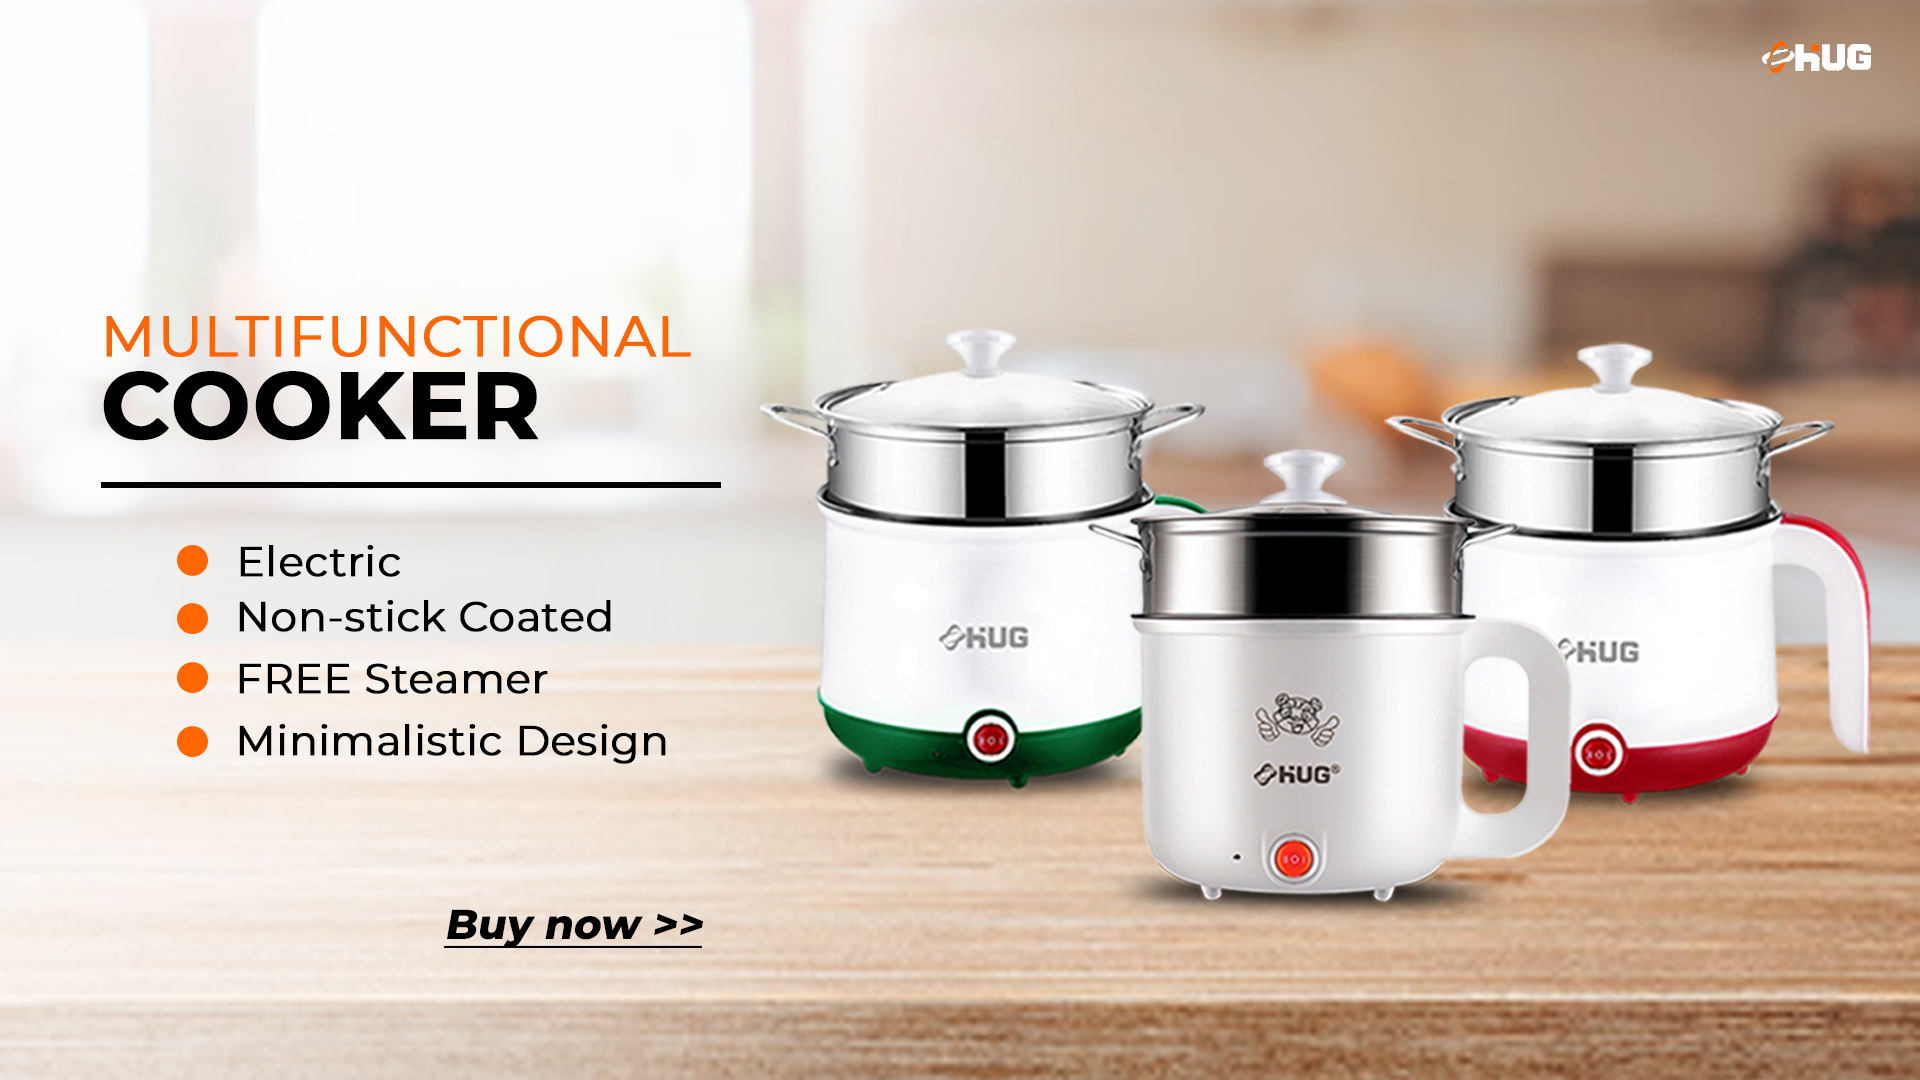 HUG
MULTIFUNCTIONAL
COOKER
Electric
Non-stick Coated
FREE Steamer
Minimalistic Design
Buy now >>
HUG
HUG®
HUG